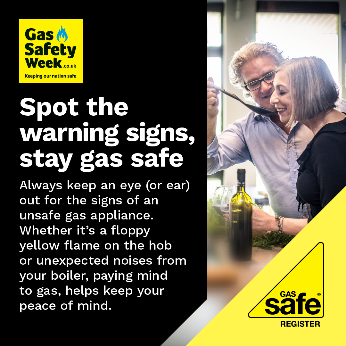 Gas
Safety
Week.co.uk
Keeping our nation safe
Spot the
warning signs,
stay gas safe
Always keep an eye (or ear)
out for the signs of an
unsafe gas appliance.
Whether it's a floppy
yellow flame on the hob
or unexpected noises from
your boiler, paying mind
to gas, helps keep your
peace of mind.
GAS
safe
REGISTER